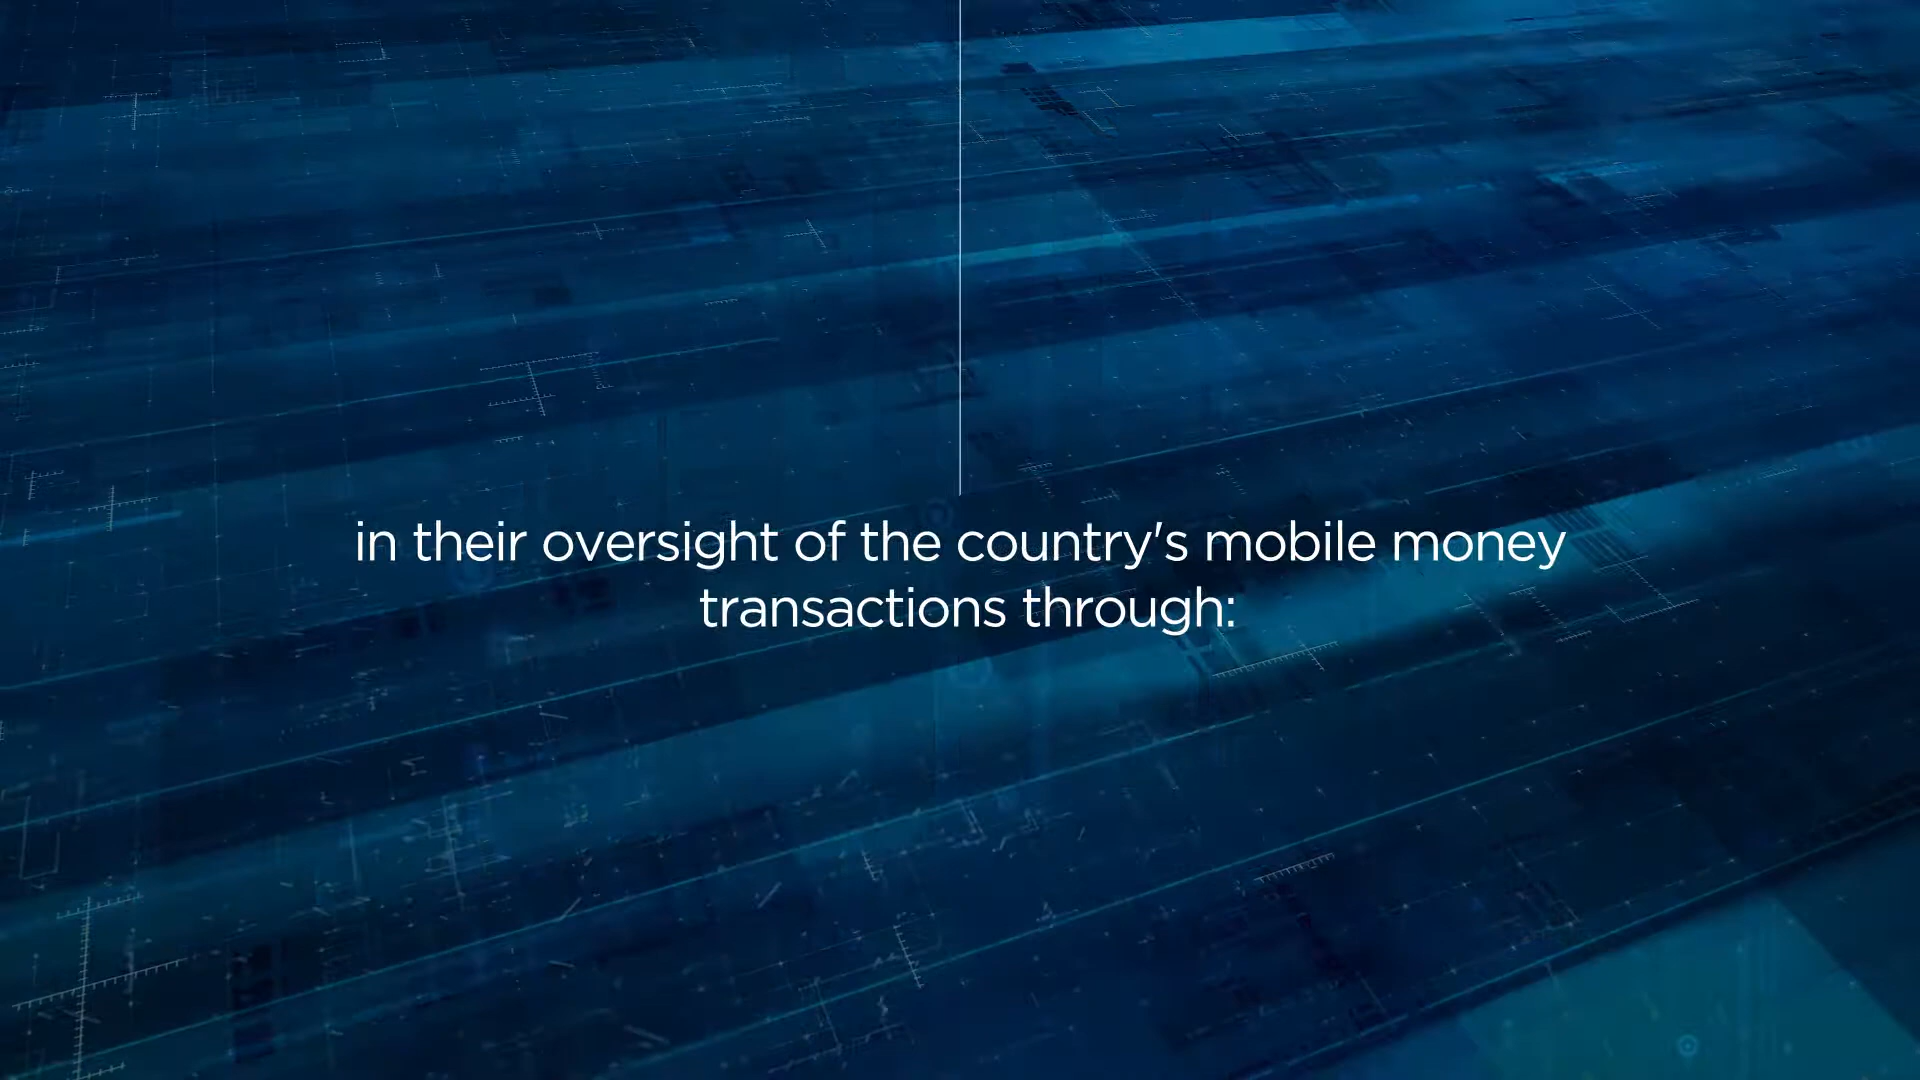 in their oversight of the country's mobile money
transactions through: